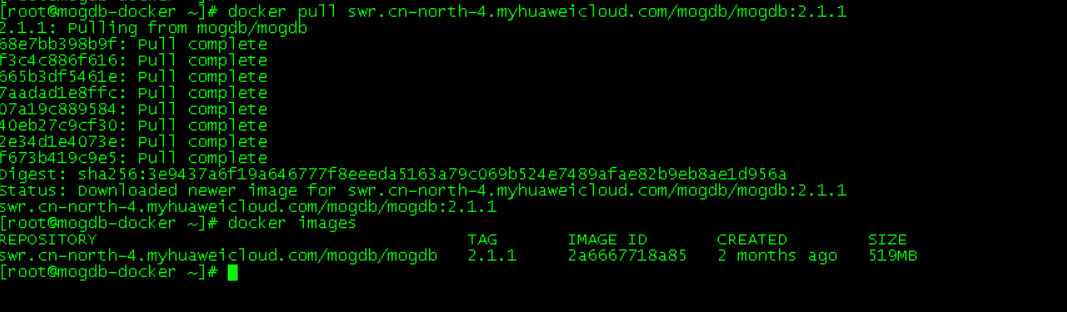 [root@mogdb-docker ~]# docker pull swr.cn-north-4.myhuaweicloud.com/mogdb/mogdb:2.1.1
2.1.1: Pulling from mogdb/mogdb
68e7bb398b9f: Pull complete
f3c4c886f616: Pull complete
665b3df5461e: Pull complete
7aadad1e8ffc: Pull complete
07a19c889584: Pull complete
40eb27c9cf30: Pull complete
2e34d1e4073e: Pull complete
f673b419c9e5: Pull complete
Digest: sha256:3e9437a6f19a646777f8eeeda5163a79c069b524e7489afae82b9eb8ae1d956a
Status: Downloaded newer image for swr.cn-north-4.myhuaweicloud.com/mogdb/mogdb:2.1.1
swr.cn-north-4.myhuaweicloud.com/mogdb/mogdb:2.1.1
[root@mogdb-docker ~]# docker images
REPOSITORY TAG IMAGE ID CREATED SIZE
swr.cn-north-4.myhuaweicloud.com/mogdb/mogdb 2.1.1 2a6667718a85 2 months ago 519MB
[root@mogdb-docker ~]#